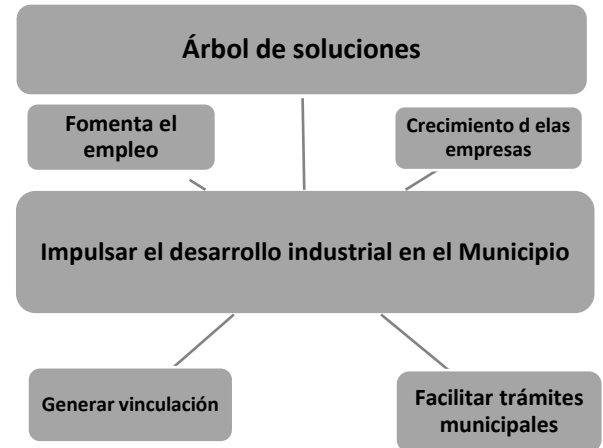 Árbol de soluciones
Fomenta el
empleo
Crecimiento d elas
empresas
Impulsar el desarrollo industrial en el Municipio
Generar vinculación
Facilitar trámites
municipales